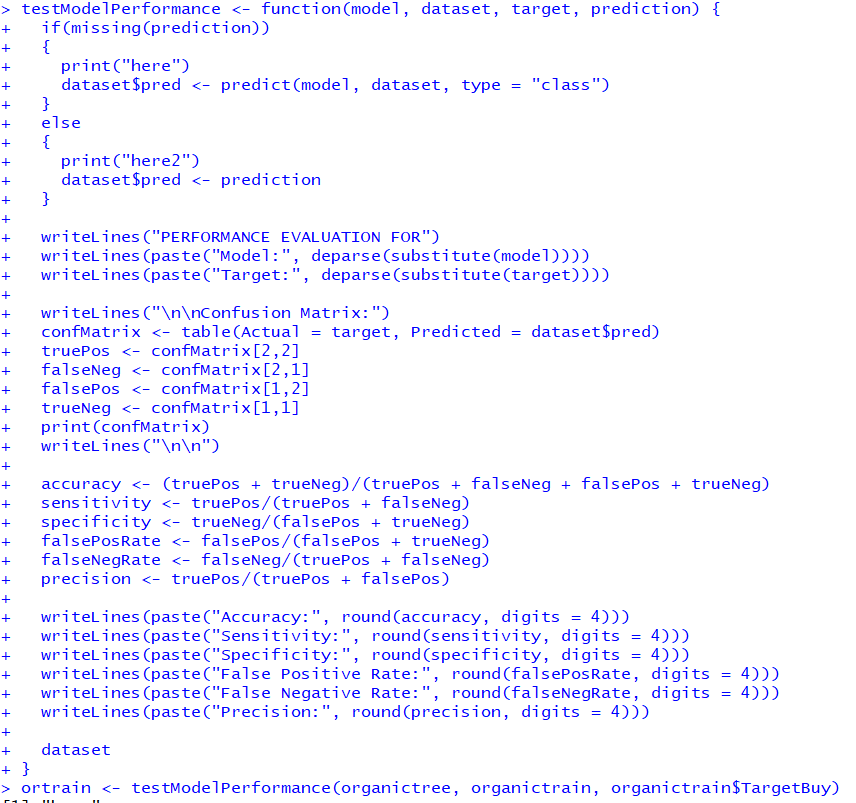 > testModelPerformance <- function(model, dataset, target, prediction) {
+   if(missing(prediction))
+   {
+     print("here")
+     dataset$pred <- predict(model, dataset, type = "class")
+   }
+   else
+   {
+     print("here2")
+     dataset$pred <- prediction
+   }
+
+   writeLines("PERFORMANCE EVALUATION FOR")
+   writeLines(paste("Model:", deparse(substitute(model))))
+   writeLines(paste("Target:", deparse(substitute(target))))
+
+   writeLines("\n\nConfusion Matrix:")
+   confMatrix <- table(Actual = target, Predicted = dataset$pred)
+   truePos <- confMatrix[2,2]
+   falseNeg <- confMatrix[2,1]
+   falsePos <- confMatrix[1,2]
+   trueNeg <- confMatrix[1,1]
+   print(confMatrix)
+   writeLines("\n\n")
+
+   accuracy <- (truePos + trueNeg)/(truePos + falseNeg + falsePos + trueNeg)
+   sensitivity <- truePos/(truePos + falseNeg)
+   specificity <- trueNeg/(falsePos + trueNeg)
+   falsePosRate <- falsePos/(falsePos + trueNeg)
+   falseNegRate <- falseNeg/(truePos + falseNeg)
+   precision <- truePos/(truePos + falsePos)
+
+   writeLines(paste("Accuracy:", round(accuracy, digits = 4)))
+   writeLines(paste("Sensitivity:", round(sensitivity, digits = 4)))
+   writeLines(paste("Specificity:", round(specificity, digits = 4)))
+   writeLines(paste("False Positive Rate:", round(falsePosRate, digits = 4)))
+   writeLines(paste("False Negative Rate:", round(falseNegRate, digits = 4)))
+   writeLines(paste("Precision:", round(precision, digits = 4)))
+
+   dataset
+ }
> ortrain <- testModelPerformance(organictree, organictrain, organictrain$TargetBuy)